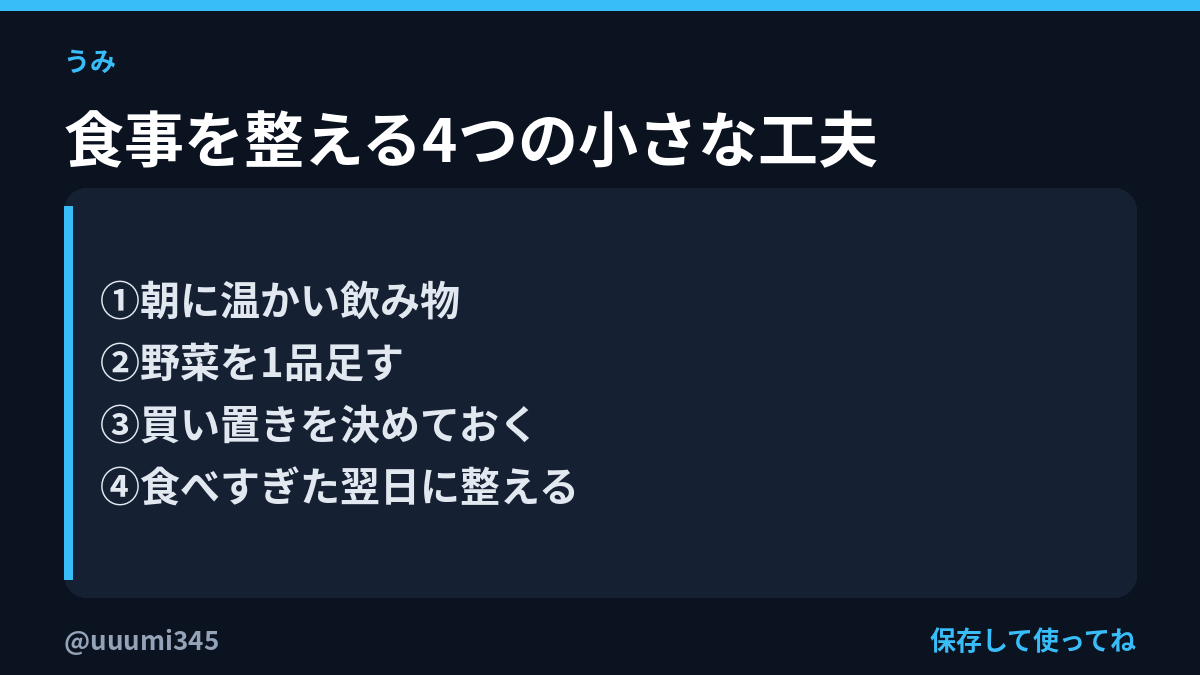 うみ
食事を整える4つの小さな工夫
①朝に温かい飲み物
②野菜を1品足す
③買い置きを決めておく
④食べすぎた翌日に整える
@uuumi345
保存して使ってね